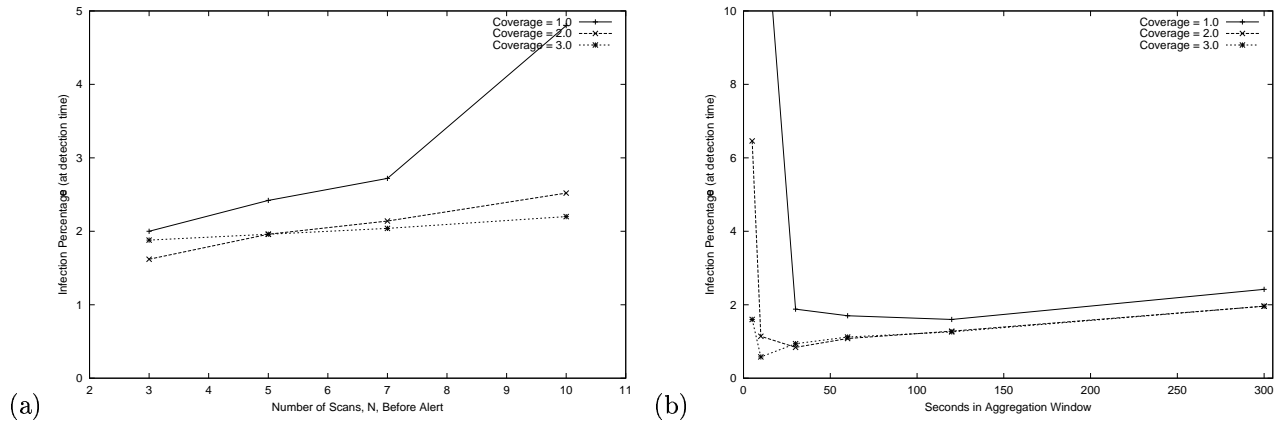 5
4
3
2
1
0
2 3 4 5 6 7 8 9 10 11
Infection Percentage (at detection time)
Number of Scans, N, Before Alert
Coverage = 1.0
Coverage = 2.0
Coverage = 3.0
(a)
10
8
6
4
2
0
0 50 100 150 200 250 300
Infection Percentage (at detection time)
Seconds in Aggregation Window
Coverage = 1.0
Coverage = 2.0
Coverage = 3.0
(b)